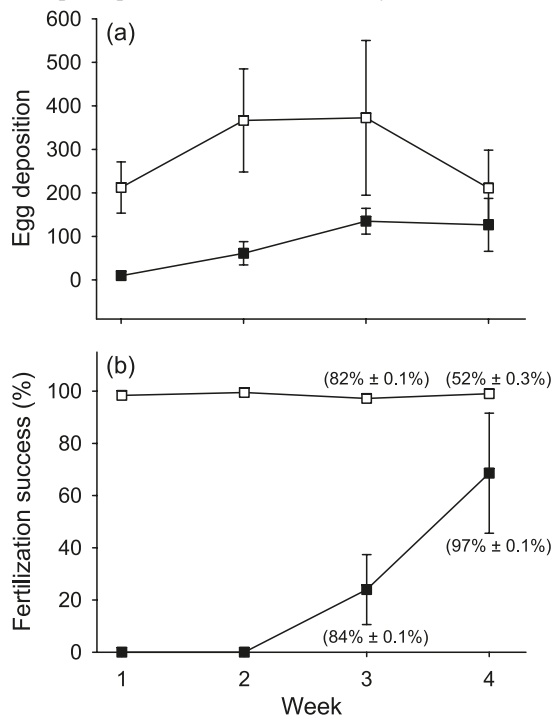 600
(a)
500
400
300
200
100
0
Egg deposition
(b)
100
80
60
40
20
0
Fertilization success (%)
(82% ± 0.1%) (52% ± 0.3%)
(97% ± 0.1%)
(84% ± 0.1%)
1 2 3 4
Week